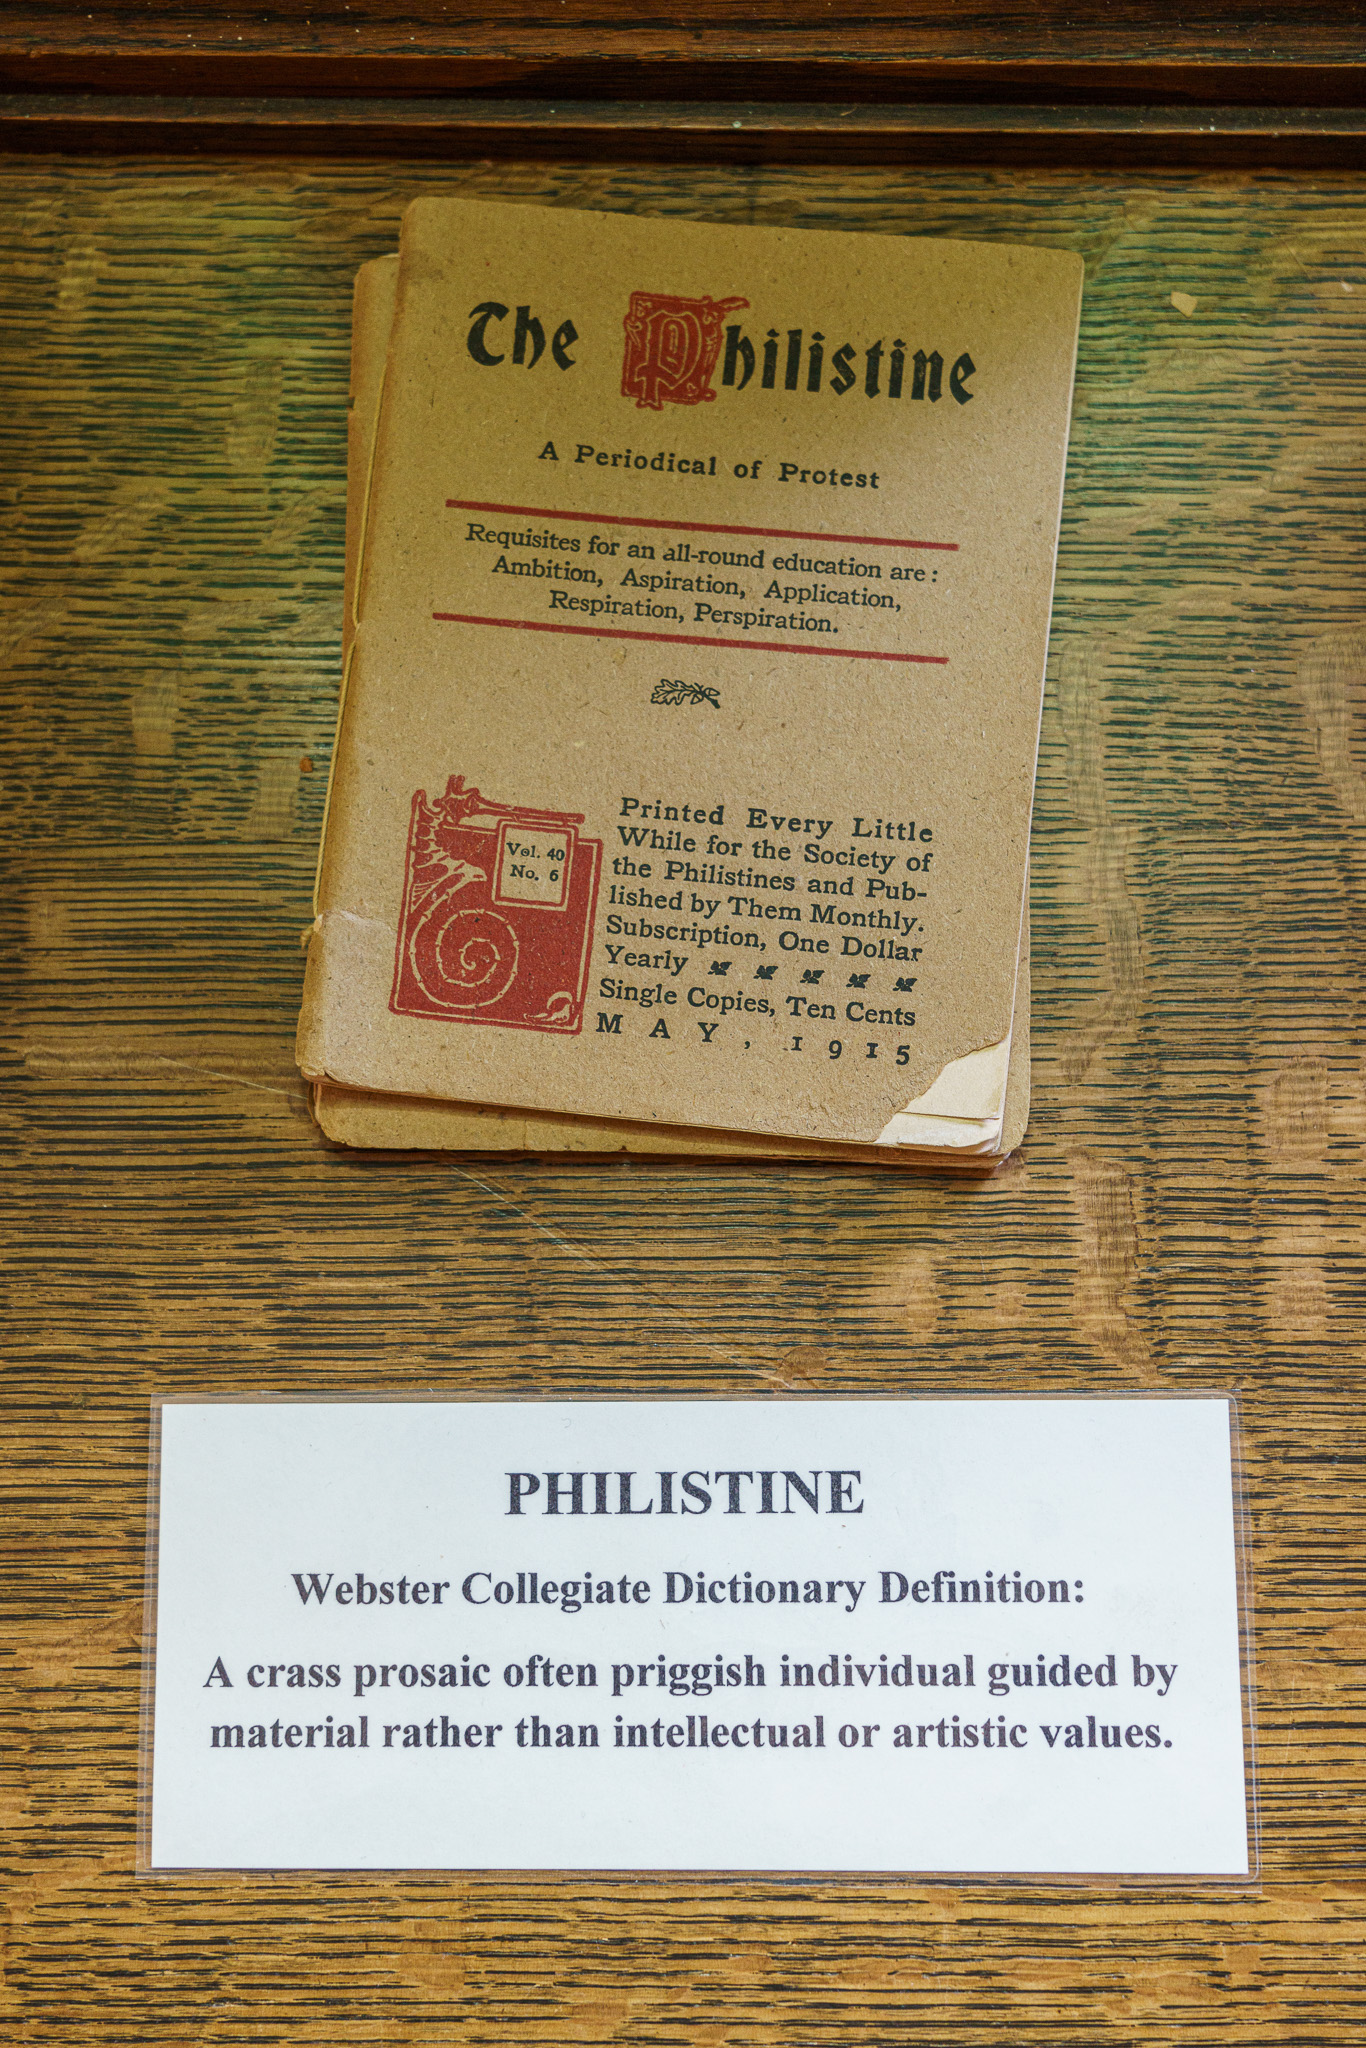 The Philistine
A Periodical of Protest
Requisites for an all-round education are:
Ambition, Aspiration, Application,
Respiration, Perspiration.
Vol. 40
No. 6
Printed Every Little
While for the Society of
the Philistines and Pub-
lished by Them Monthly.
Subscription, One Dollar
Yearly
Single Copies, Ten Cents
MAY, 1915
PHILISTINE
Webster Collegiate Dictionary Definition:
A crass prosaic often priggish individual guided by
material rather than intellectual or artistic values.